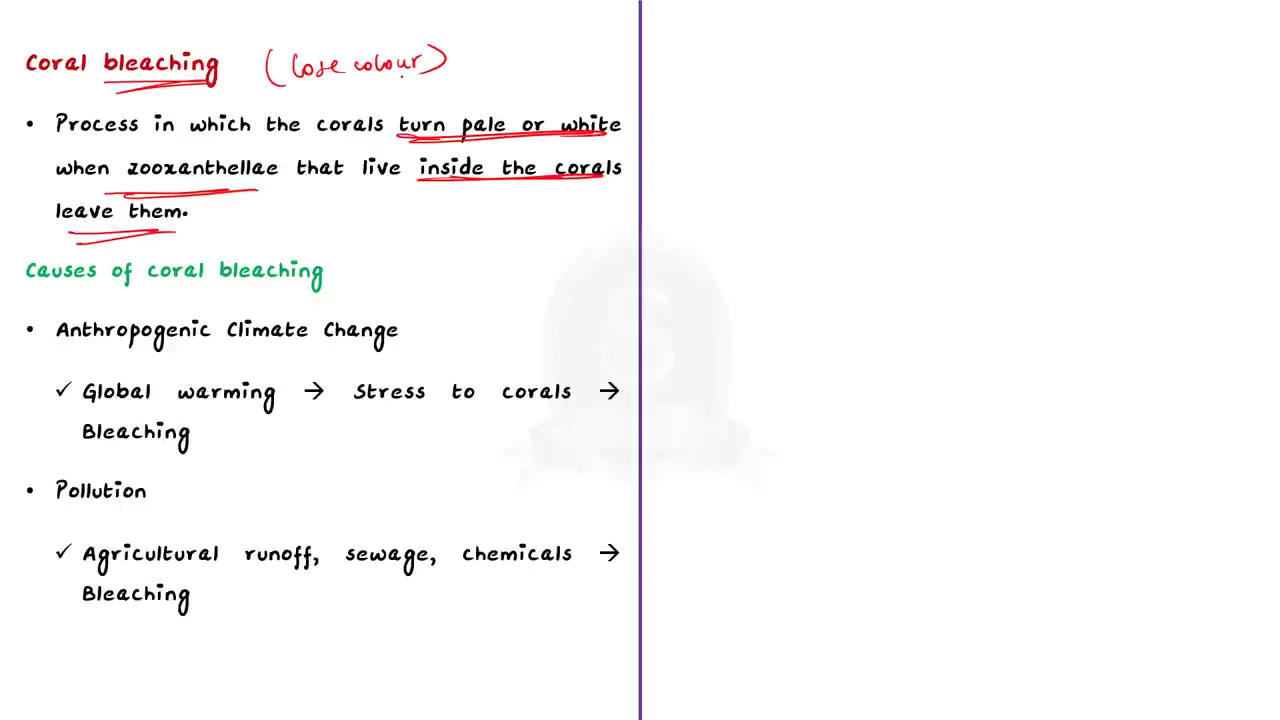 Coral bleaching (lose colour)
• Process in which the corals turn pale or white
when zooxanthellae that live inside the corals
leave them.
Causes of coral bleaching
• Anthropogenic Climate Change
✓ Global warming → Stress to corals →
Bleaching
• Pollution
✓ Agricultural runoff, sewage, chemicals →
Bleaching